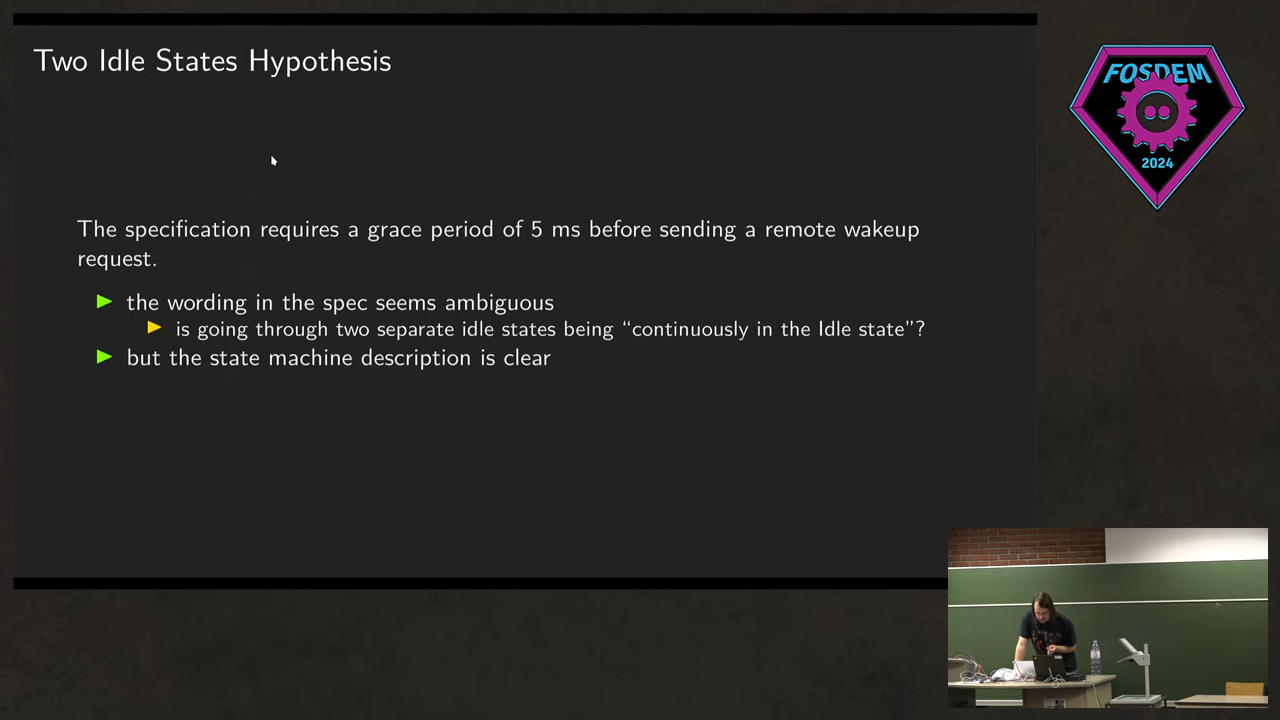 Two Idle States Hypothesis
The specification requires a grace period of 5 ms before sending a remote wakeup
request.
the wording in the spec seems ambiguous
is going through two separate idle states being “continuously in the Idle state”?
but the state machine description is clear
FOSDEM
2024